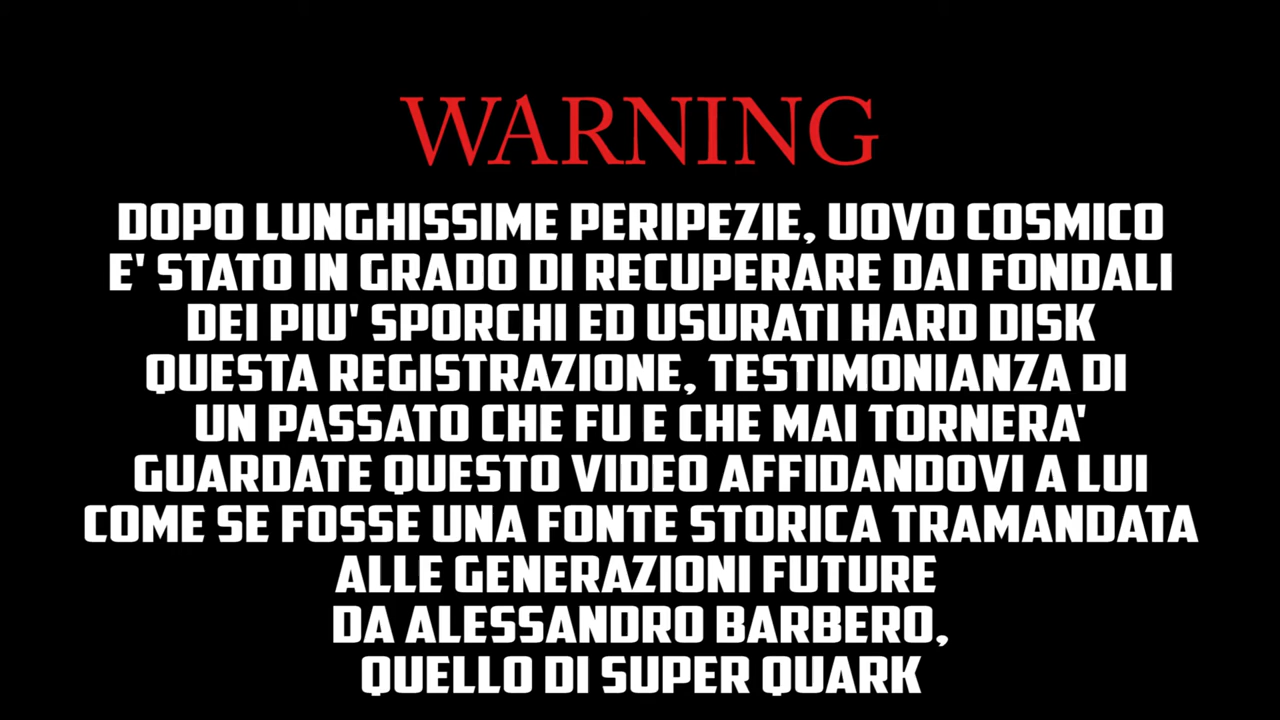 WARNING
DOPO LUNGHISSIME PERIPEZIE, UOVO COSMICO
E' STATO IN GRADO DI RECUPERARE DAI FONDALI
DEI PIU' SPORCHI ED USURATI HARD DISK
QUESTA REGISTRAZIONE, TESTIMONIANZA DI
UN PASSATO CHE FU E CHE MAI TORNERA'
GUARDATE QUESTO VIDEO AFFIDANDOVI A LUI
COME SE FOSSE UNA FONTE STORICA TRAMANDATA
ALLE GENERAZIONI FUTURE
DA ALESSANDRO BARBERO,
QUELLO DI SUPER QUARK